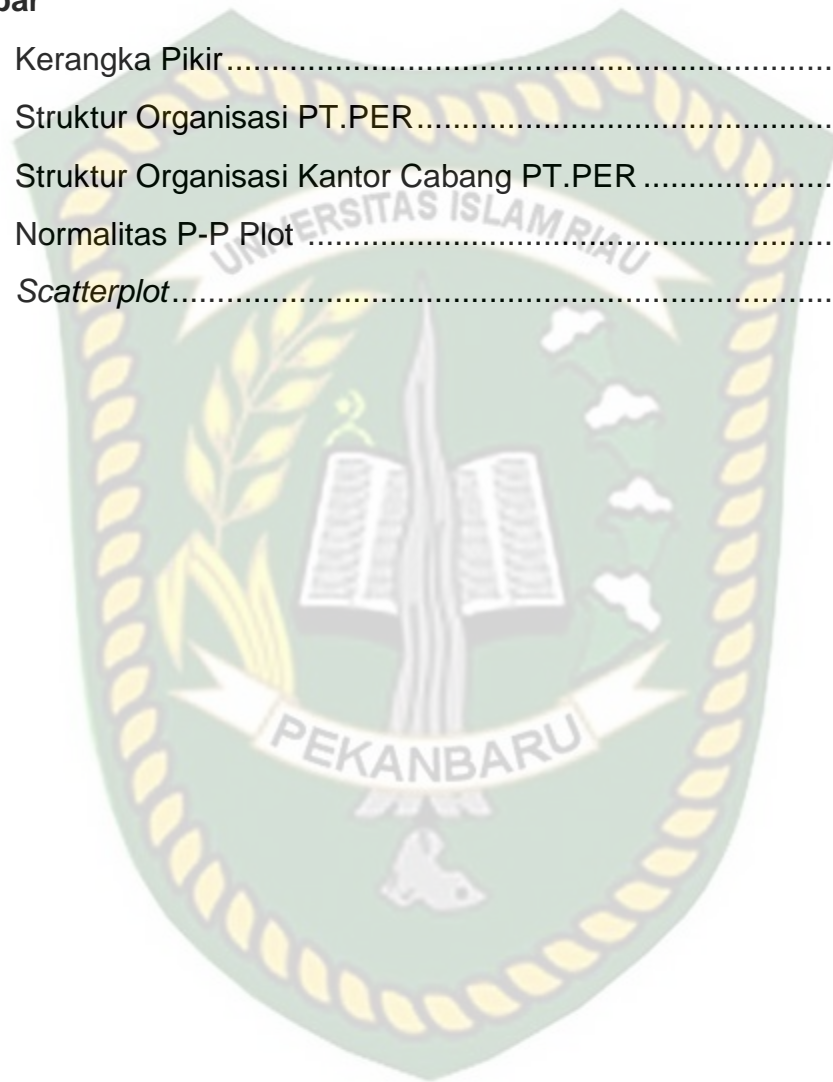 bar
Kerangka Pikir........................................................................
Struktur Organisasi PT.PER..................................................
Struktur Organisasi Kantor Cabang PT.PER .....................
Normalitas P-P Plot ..............................................................
Scatterplot..............................................................................
UNIVERSITAS ISLAM RIAU
PEKANBARU